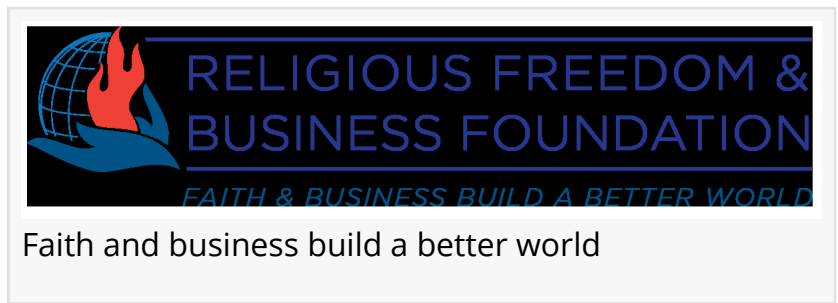 RELIGIOUS FREEDOM &
BUSINESS FOUNDATION
FAITH & BUSINESS BUILD A BETTER WORLD
Faith and business build a better world